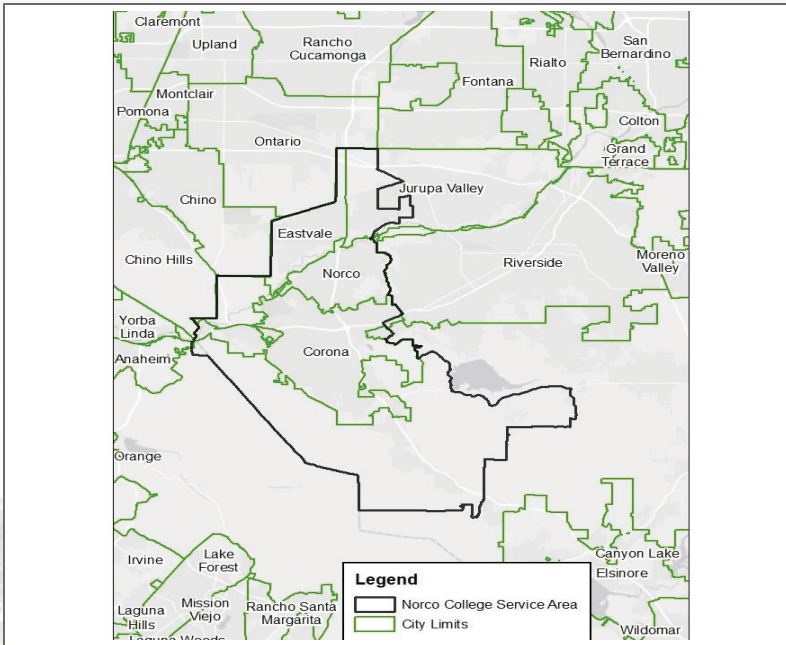 Claremont
Upland
Rancho
Cucamonga
San
Bernardino
Rialto
Fontana
Montclair
Pomona
Colton
Ontario
Grand
Terrace
Chino
Jurupa Valley
Eastvale
Chino Hills
Norco
Riverside
Moreno
Valley
Yorba
Linda
Anaheim
Corona
Orange
Irvine
Lake
Forest
Canyon Lake
Elsinore
Laguna
Hills
Mission
Viejo
Rancho Santa
Margarita
Laguna Woods
Wildomar
Legend
Norco College Service Area
City Limits